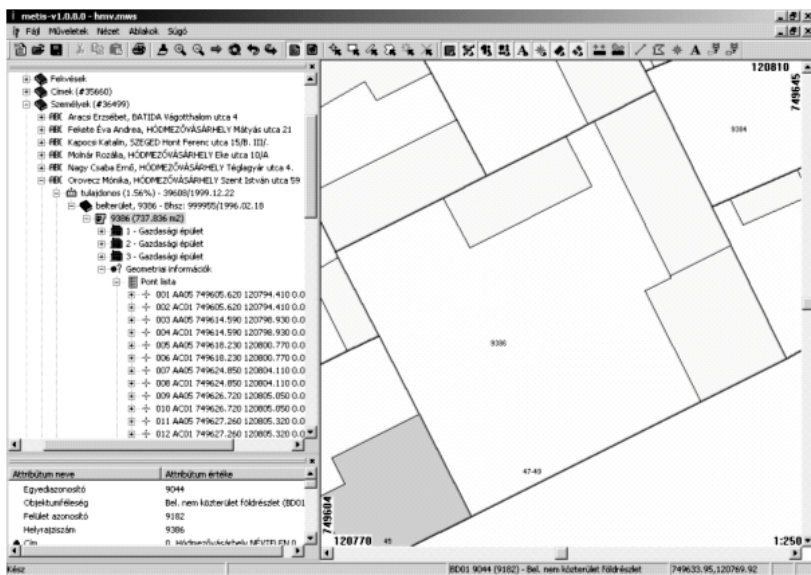 metis-v1.0.8.0 - hmv.mws
Fájl Műveletek Nézet Ablakok Súgó
Fekvések
Címek (#35660)
Személyek (#36499)
ABC Aracsi Erzsébet, BATIDA Vágotthalom utca 4
ABC Fekete Éva Andrea, HÓDMEZŐVÁSÁRHELY Mátyás utca 21
ABC Kapocsi Katalin, SZEGED Hont Ferenc utca 15/B. III/.
ABC Molnár Rozália, HÓDMEZŐVÁSÁRHELY Eke utca 10/A
ABC Nagy Csaba Ernő, HÓDMEZŐVÁSÁRHELY Téglagyár utca 4.
ABC Orovecz Mónika, HÓDMEZŐVÁSÁRHELY Szent István utca 59
tulajdonos (1.56%) - 39608/1999.12.22
belterület, 9386 - Bhsz: 999955/1996.02.18
9386 (737.836 m2)
1 - Gazdasági épület
2 - Gazdasági épület
3 - Gazdasági épület
Geometriai információk
Pont lista
001 AA05 749605.620 120794.410 0.0
002 AC01 749605.620 120794.410 0.0
003 AA05 749614.590 120798.930 0.0
004 AC01 749614.590 120798.930 0.0
005 AA05 749618.230 120800.770 0.0
006 AC01 749618.230 120800.770 0.0
007 AA05 749624.850 120804.110 0.0
008 AC01 749624.850 120804.110 0.0
009 AA05 749626.720 120805.050 0.0
010 AC01 749626.720 120805.050 0.0
011 AA05 749627.260 120805.320 0.0
012 AC01 749627.260 120805.320 0.0
Attribútum neve Attribútum értéke
Egyediazonosító 9044
Objektumféleség Bel. nem közterület földrészlet (BD01
Felület azonosító 9182
Helyrajziszám 9386
Cím 0. Hódmezővásárhely NÉVTELEN 0
120810
749645
9384
9386
47-49
749604
120770
45
1:250
Kész
BD01 9044 (9182) - Bel. nem közterület földrészlet
749633.95,120769.92